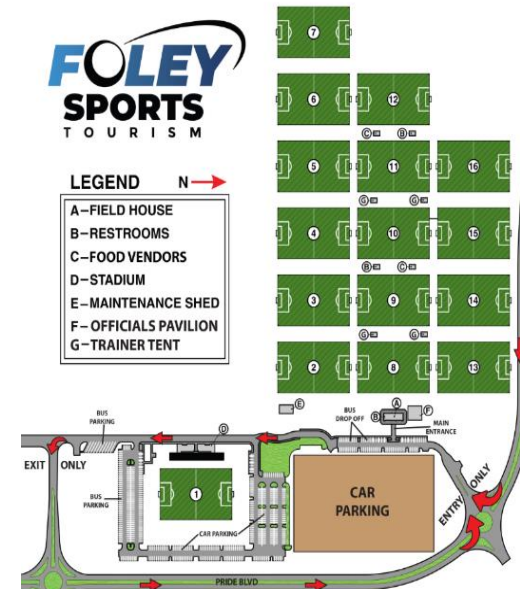 FOLEY
SPORTS
TOURISM
LEGEND N
A-FIELD HOUSE
B-RESTROOMS
C-FOOD VENDORS
D-STADIUM
E-MAINTENANCE SHED
F-OFFICIALS PAVILION
G-TRAINER TENT
7
6 12
C B
5 11 16
G G
4 10 15
B C
3 9 14
G G
2 8 13
E
A
B F
BUS
PARKING
BUS
DROP OFF
MAIN
ENTRANCE
D
EXIT ONLY
ENTRY ONLY
BUS
PARKING
1
CAR
PARKING
CAR PARKING
PRIDE BLVD